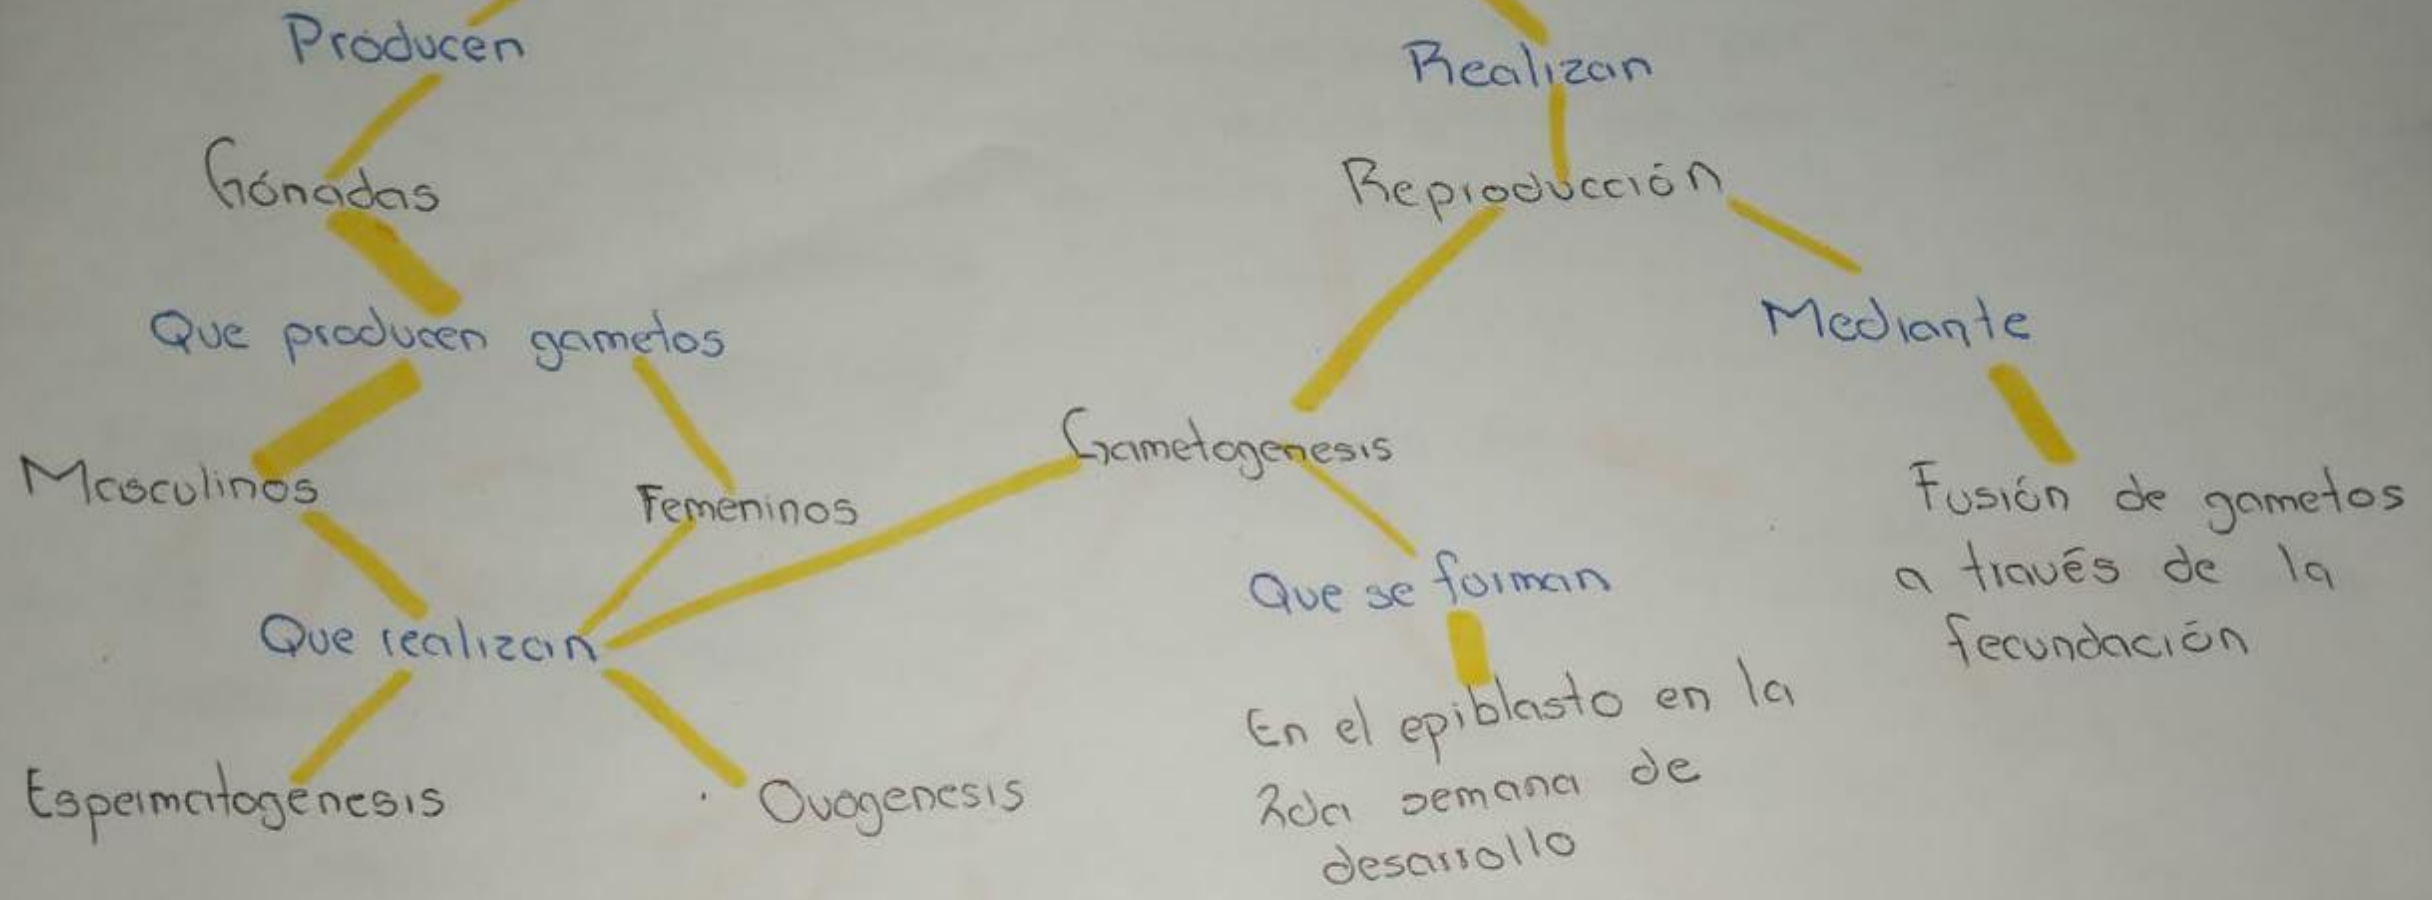 Producen
Realizan
Gónadas
Reproducción
Que producen gametos
Mediante
Masculinos
Femeninos
Gametogenesis
Fusión de gametos
a través de la
fecundación
Que realizan
Que se forman
En el epiblasto en la
2da semana de
desarrollo
Espermatogenesis
Ovogenesis